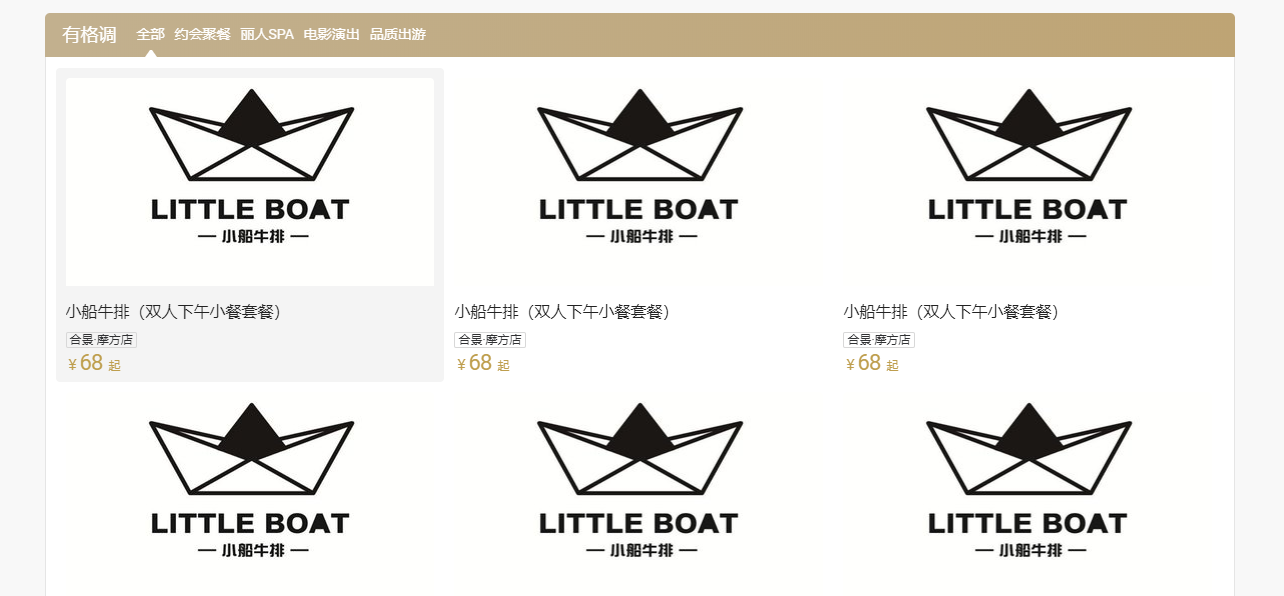 有格调 全部 约会聚餐 丽人SPA 电影演出 品质出游
LITTLE BOAT LITTLE BOAT LITTLE BOAT
— 小船牛排 — — 小船牛排 — — 小船牛排 —
小船牛排（双人下午小餐套餐） 小船牛排（双人下午小餐套餐） 小船牛排（双人下午小餐套餐）
合景·摩方店 合景·摩方店 合景·摩方店
¥68 起 ¥68 起 ¥68 起
LITTLE BOAT LITTLE BOAT LITTLE BOAT
— 小船牛排 — — 小船牛排 — — 小船牛排 —